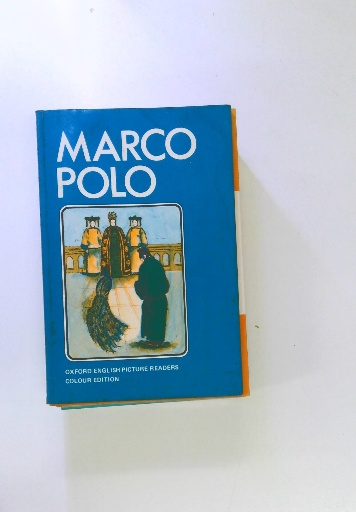 MARCO
POLO
OXFORD ENGLISH PICTURE READERS
COLOUR EDITION